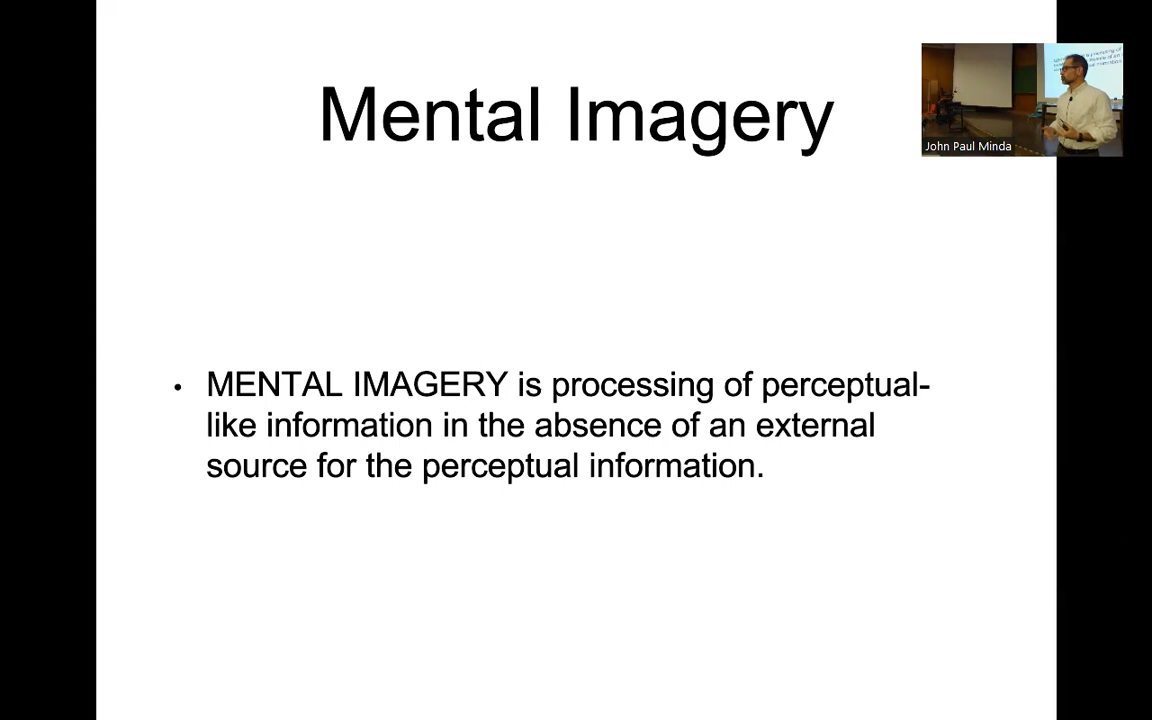 Mental Imagery
John Paul Minda
• MENTAL IMAGERY is processing of perceptual-
like information in the absence of an external
source for the perceptual information.